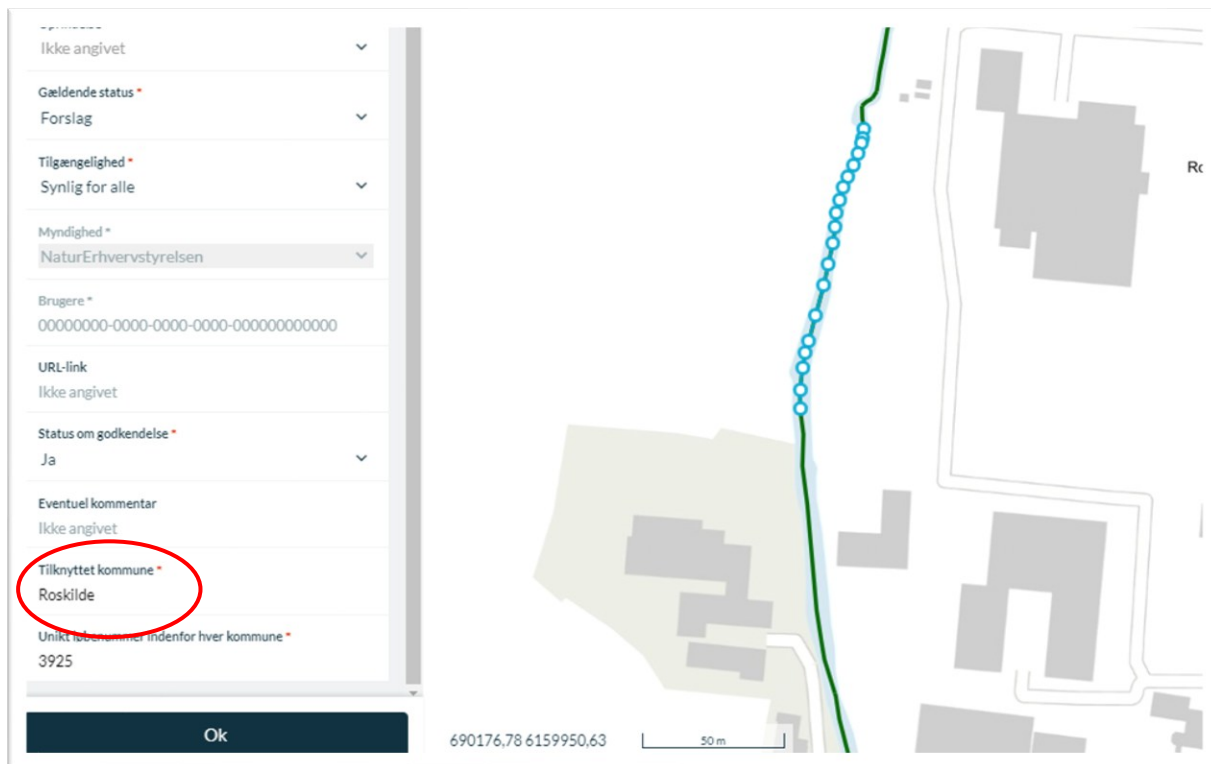 Ikke angivet
Gældende status *
Forslag
Tilgængelighed *
Synlig for alle
Myndighed *
NaturErhvervstyrelsen
Brugere *
00000000-0000-0000-0000-000000000000
URL-link
Ikke angivet
Status om godkendelse *
Ja
Eventuel kommentar
Ikke angivet
Tilknyttet kommune *
Roskilde
Unikt løbenummer indenfor hver kommune *
3925
Ok
690176,78 6159950,63
50 m